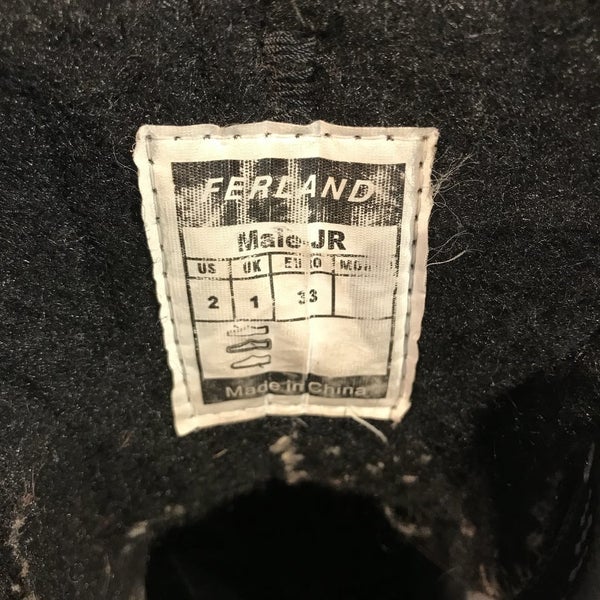 FERLAND
Male JR
US UK EURO
2 1 33
Made in China